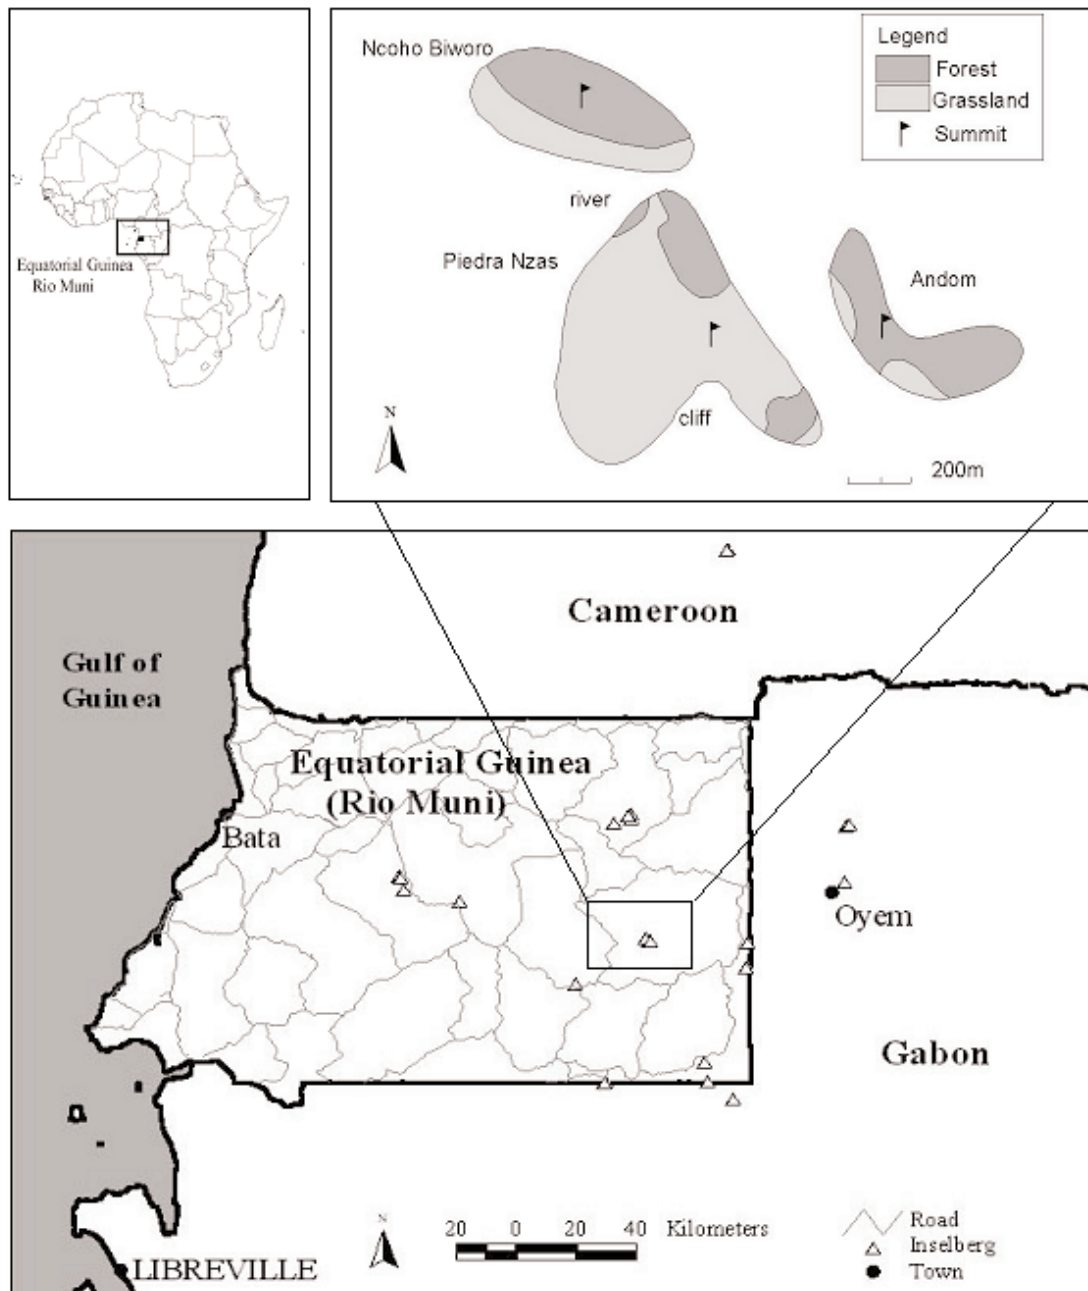 Equatorial Guinea
Rio Muni
Ncoho Biworo
Legend
Forest
Grassland
Summit
river
Piedra Nzas
Andom
cliff
N
200m
Cameroon
Gulf of
Guinea
Equatorial Guinea
(Rio Muni)
Bata
Oyem
Gabon
N
20 0 20 40 Kilometers
Road
Inselberg
Town
LIBREVILLE